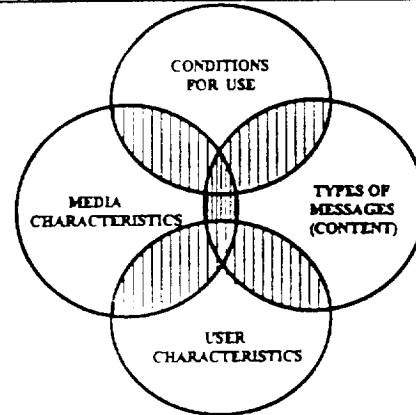 CONDITIONS
FOR USE
MEDIA
CHARACTERISTICS
TYPES OF
MESSAGES
(CONTENT)
USER
CHARACTERISTICS